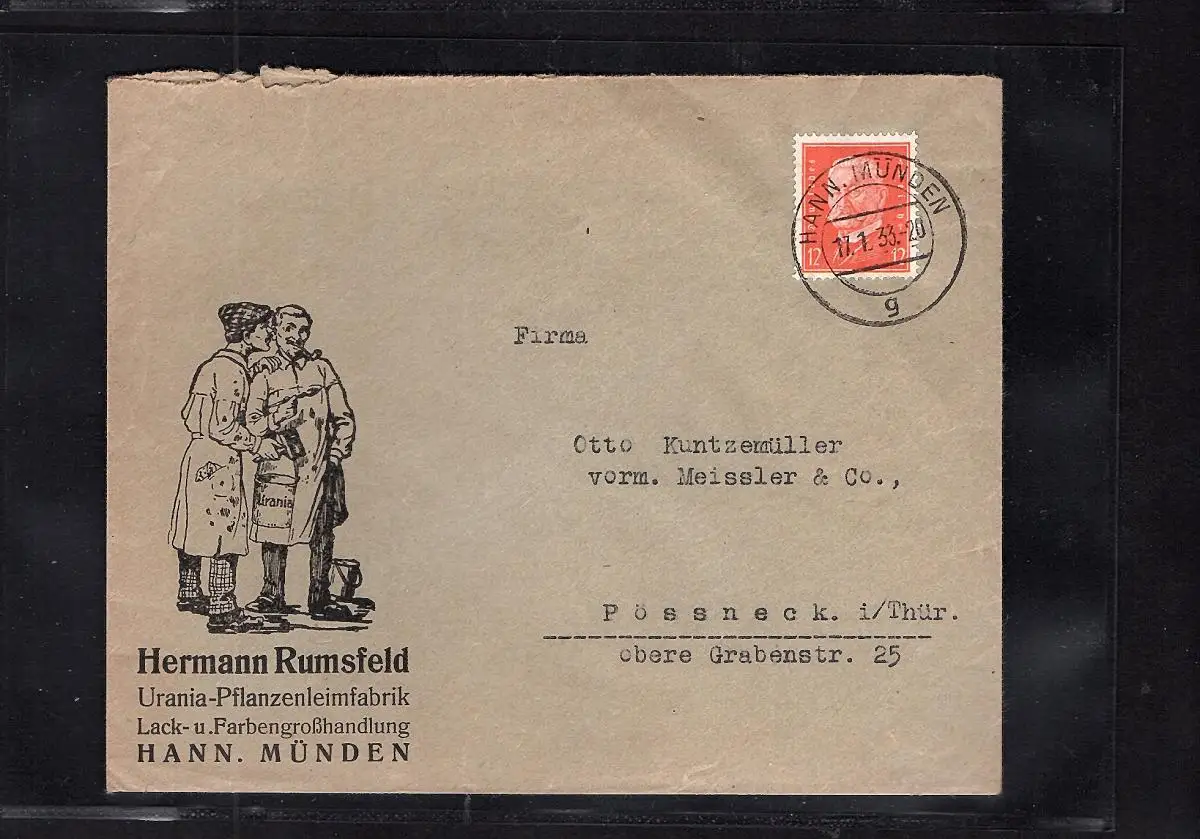 HANN. MÜNDEN
17.1.33.-20
g
12 12
Firma
Otto Kuntzemüller
vorm. Meissler & Co.,
Pössneck. i/Thür.
obere Grabenstr. 25
Urania
Hermann Rumsfeld
Urania-Pflanzenleimfabrik
Lack- u. Farbengroßhandlung
HANN. MÜNDEN